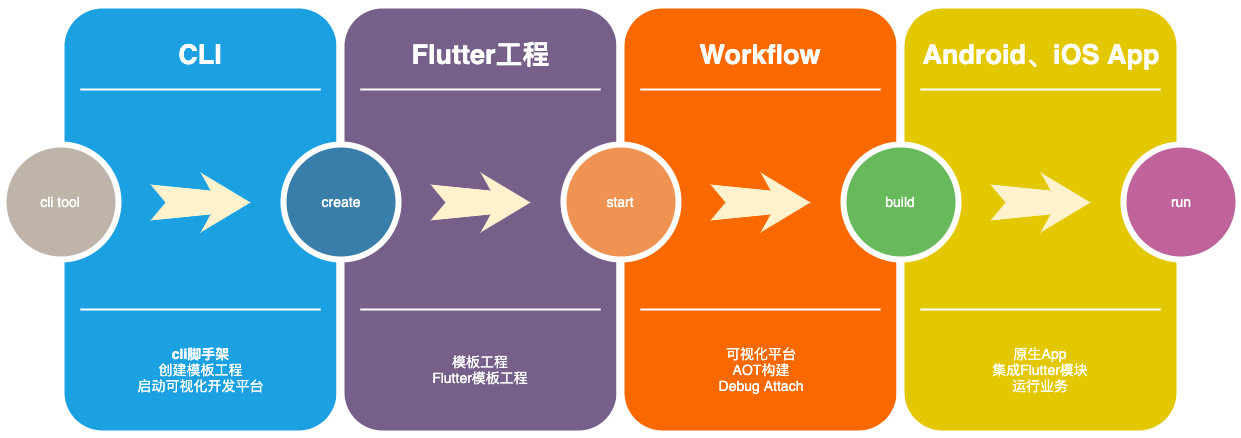 CLI
Flutter工程
Workflow
Android、iOS App
cli tool
create
start
build
run
cli脚手架
创建模板工程
启动可视化开发平台
模板工程
Flutter模板工程
可视化平台
AOT构建
Debug Attach
原生App
集成Flutter模块
运行业务